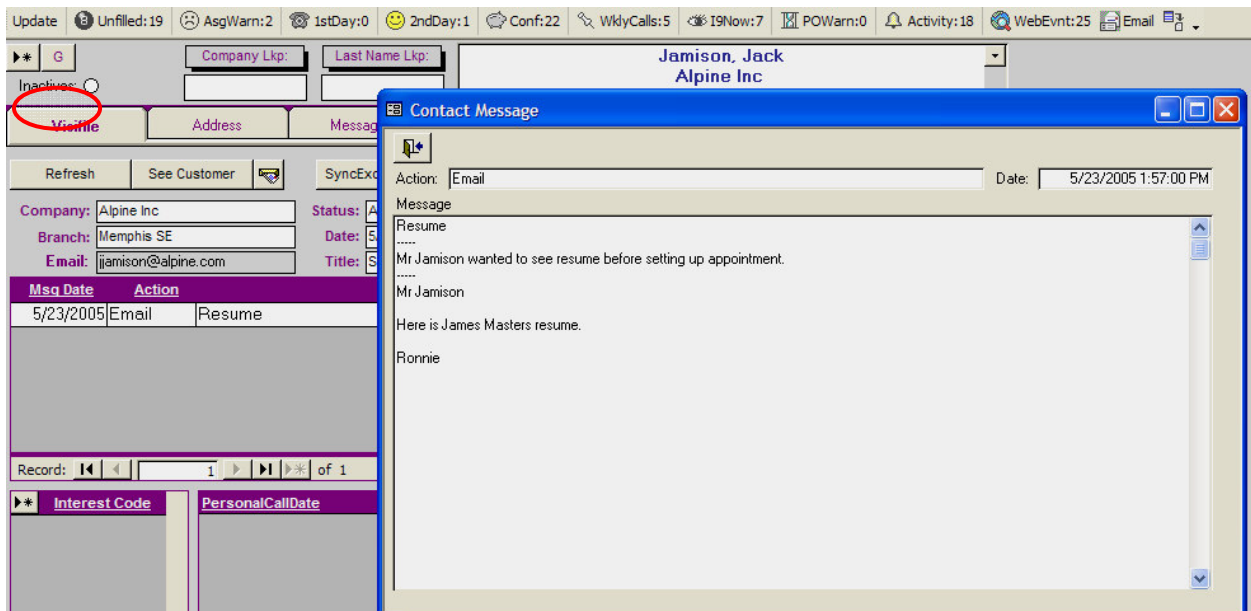 Update Unfilled:19 AsgWarn:2 1stDay:0 2ndDay:1 Conf:22 WklyCalls:5 I9Now:7 POWarn:0 Activity:18 WebEvnt:25 Email
G Company Lkp: Last Name Lkp: Jamison, Jack
Alpine Inc
Inactives:
Visifile Address Messag
Contact Message
Refresh See Customer SyncExc
Action: Email Date: 5/23/2005 1:57:00 PM
Message
Company: Alpine Inc Status: A
Branch: Memphis SE Date: 5/
Email: jjamison@alpine.com Title: S
Msg Date Action
5/23/2005 Email Resume
Resume
-----
Mr Jamison wanted to see resume before setting up appointment.
-----
Mr Jamison
Here is James Masters resume.
Ronnie
Record: 1 of 1
Interest Code PersonalCallDate